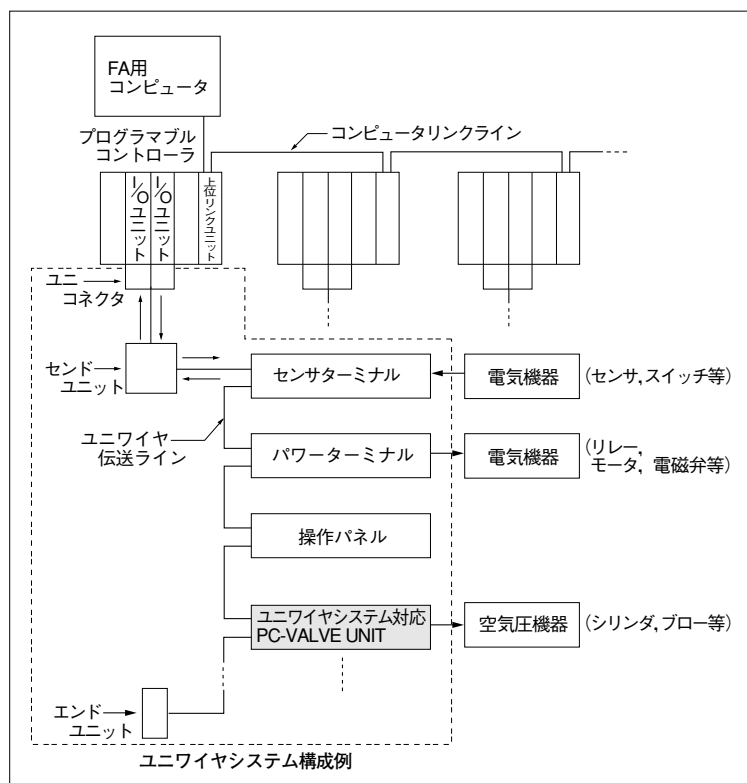 FA用
コンピュータ
プログラマブル
コントローラ
コンピュータリンクライン
I/Oユニット
I/Oユニット
上位リンクユニット
ユニ
コネクタ
センド
ユニット
センサターミナル
電気機器
(センサ,スイッチ等)
ユニワイヤ
伝送ライン
パワーターミナル
電気機器
(リレー,
モータ, 電磁弁等)
操作パネル
ユニワイヤシステム対応
PC-VALVE UNIT
空気圧機器
(シリンダ,ブロー等)
エンド
ユニット
ユニワイヤシステム構成例